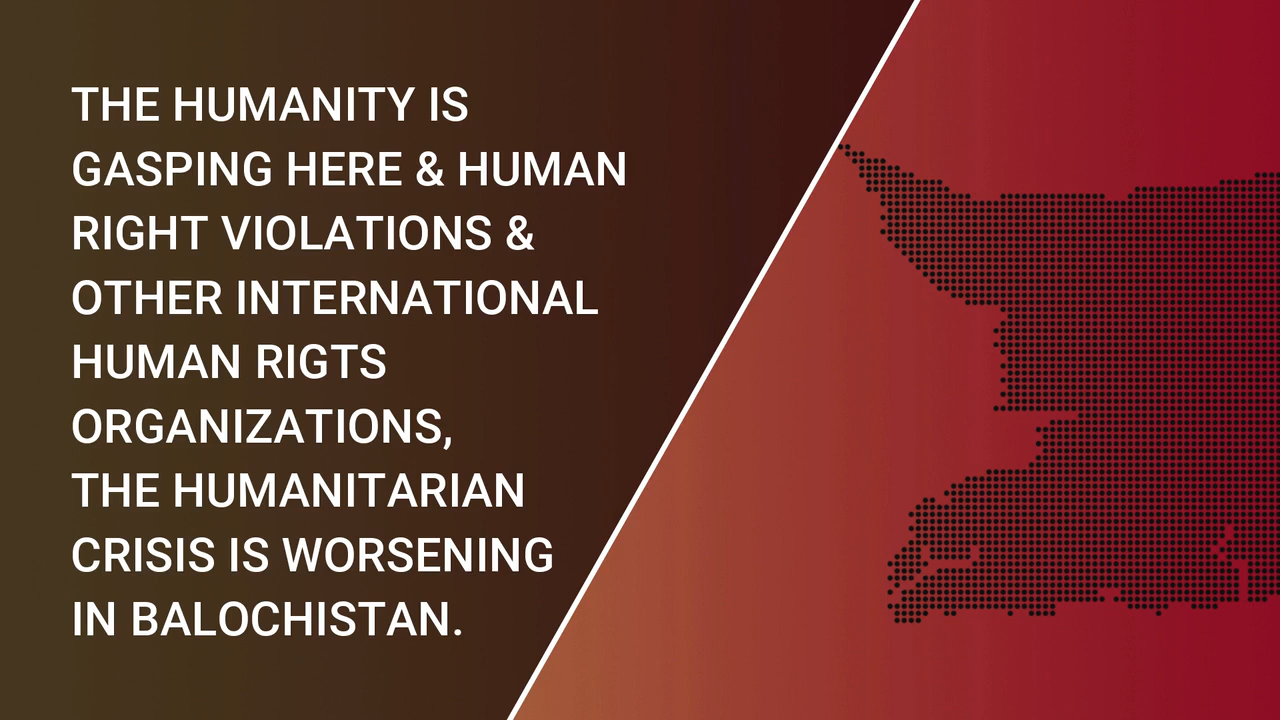 THE HUMANITY IS
GASPING HERE & HUMAN
RIGHT VIOLATIONS &
OTHER INTERNATIONAL
HUMAN RIGTS
ORGANIZATIONS,
THE HUMANITARIAN
CRISIS IS WORSENING
IN BALOCHISTAN.